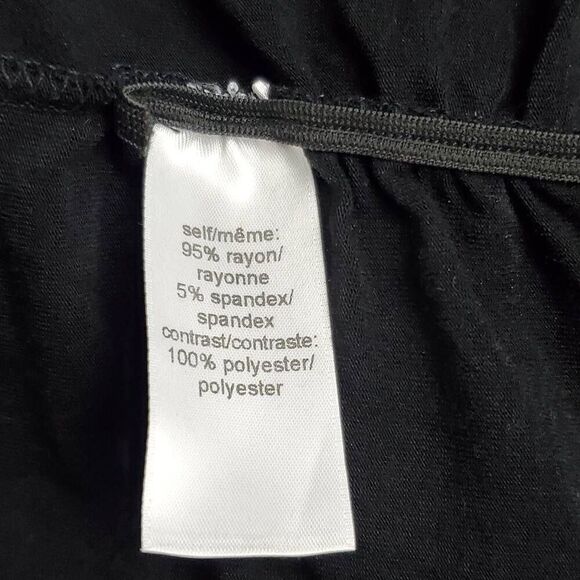 self/même:
95% rayon/
rayonne
5% spandex/
spandex
contrast/contraste:
100% polyester/
polyester